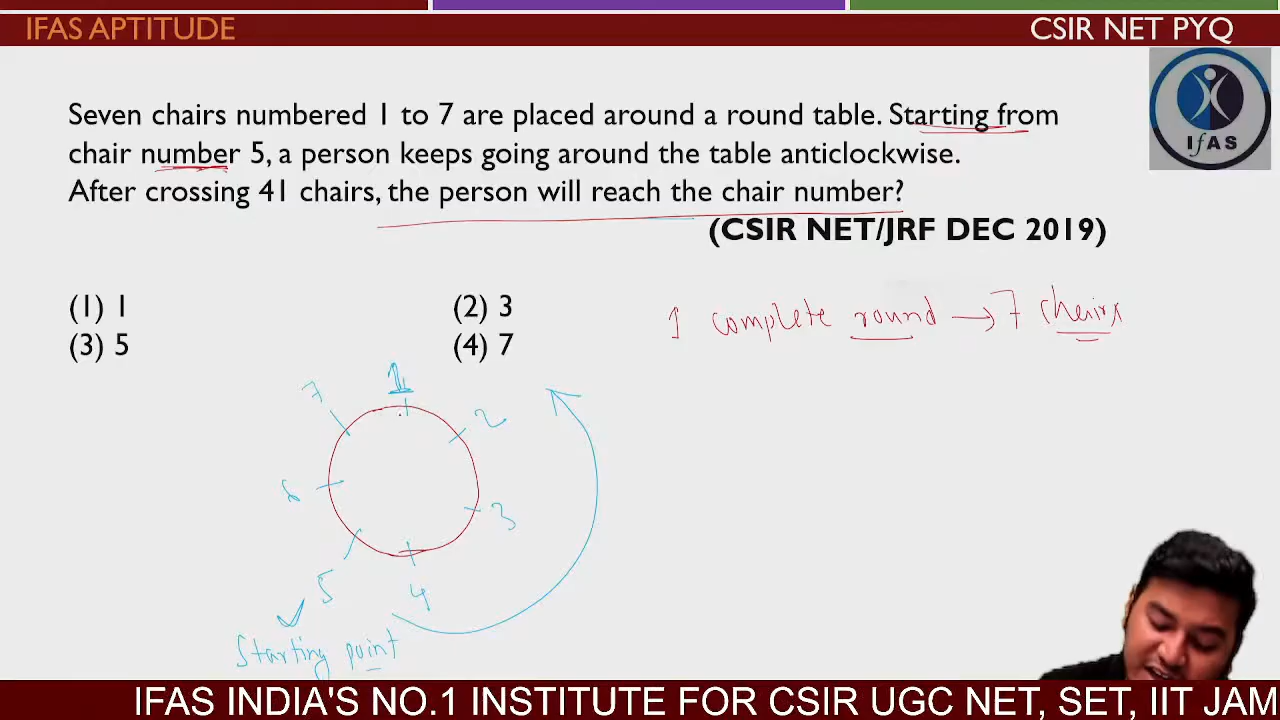 IFAS APTITUDE
CSIR NET PYQ
IfAS
Seven chairs numbered 1 to 7 are placed around a round table. Starting from
chair number 5, a person keeps going around the table anticlockwise.
After crossing 41 chairs, the person will reach the chair number?
(CSIR NET/JRF DEC 2019)
(1) 1
(2) 3
(3) 5
(4) 7
1 complete round → 7 chairs
1
7
2
6
3
5
4
Starting point
IFAS INDIA'S NO.1 INSTITUTE FOR CSIR UGC NET, SET, IIT JAM